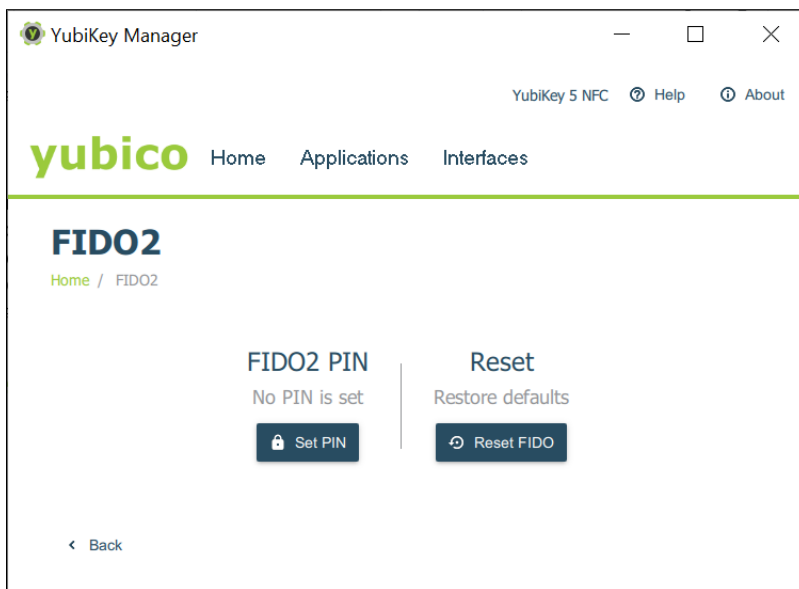 YubiKey Manager
YubiKey 5 NFC Help About
yubico Home Applications Interfaces
FIDO2
Home / FIDO2
FIDO2 PIN
No PIN is set
Set PIN
Reset
Restore defaults
Reset FIDO
Back